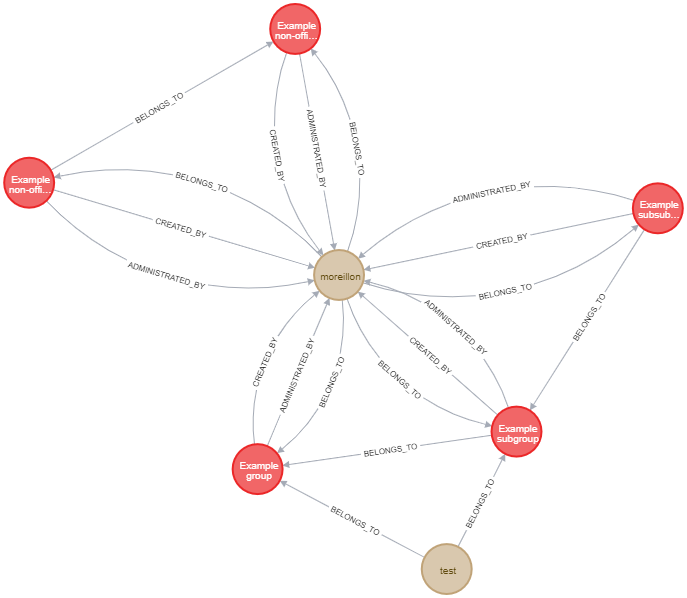 Example
non-offi...
BELONGS_TO
CREATED_BY
ADMINISTRATED_BY
BELONGS_TO
Example
non-offi...
BELONGS_TO
CREATED_BY
ADMINISTRATED_BY
ADMINISTRATED_BY
CREATED_BY
BELONGS_TO
Example
subsub...
moreillon
BELONGS_TO
CREATED_BY
ADMINISTRATED_BY
BELONGS_TO
BELONGS_TO
CREATED_BY
ADMINISTRATED_BY
Example
subgroup
BELONGS_TO
Example
group
BELONGS_TO
BELONGS_TO
test